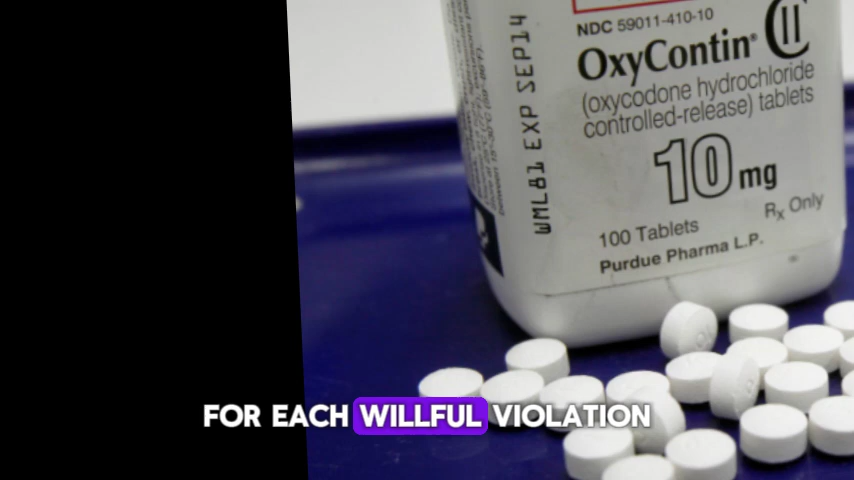 NDC 59011-410-10
OxyContin® CII
(oxycodone hydrochloride
controlled-release) tablets
10 mg
100 Tablets
Rx Only
Purdue Pharma L.P.
WML81 EXP SEP14
FOR EACH WILLFUL VIOLATION